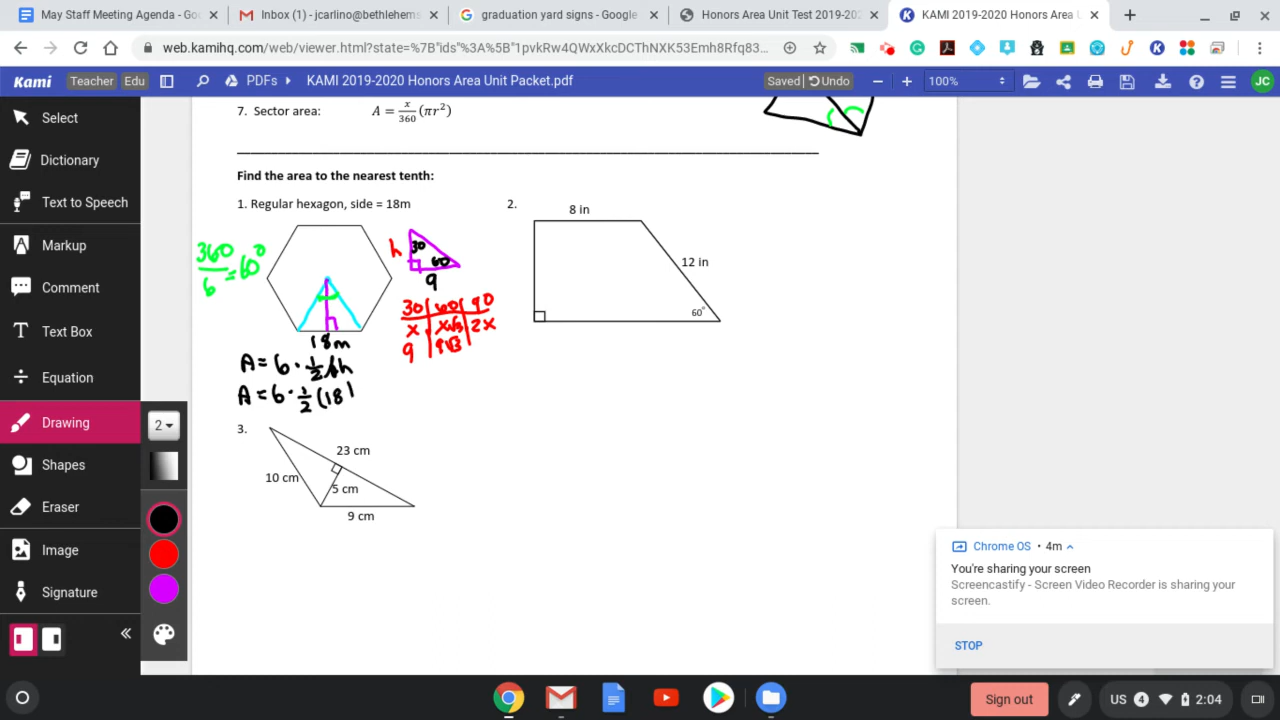 May Staff Meeting Agenda - Go
Inbox (1) - jcarlino@bethlehem
graduation yard signs - Google
Honors Area Unit Test 2019-202
KAMI 2019-2020 Honors Area U
web.kamihq.com/web/viewer.html?state=%7B"ids"%3A%5B"1pvkRw4QWxXkcDCThNXK53Emh8Rfq83...
Kami
Teacher
Edu
PDFs
KAMI 2019-2020 Honors Area Unit Packet.pdf
Saved
Undo
100%
JC
Select
Dictionary
Text to Speech
Markup
Comment
Text Box
Equation
Drawing
Shapes
Eraser
Image
Signature
2
7. Sector area: A = x/360 (πr²)
Find the area to the nearest tenth:
1. Regular hexagon, side = 18m
360/6 = 60°
h
30
60
9
18m
30 | 60 | 90
x | x√3 | 2x
9 | 9√3
A = 6 · 1/2 bh
A = 6 · 1/2 (18)
2.
8 in
12 in
60°
3.
23 cm
10 cm
5 cm
9 cm
Chrome OS • 4m
You're sharing your screen
Screencastify - Screen Video Recorder is sharing your
screen.
STOP
Sign out
US
4
2:04